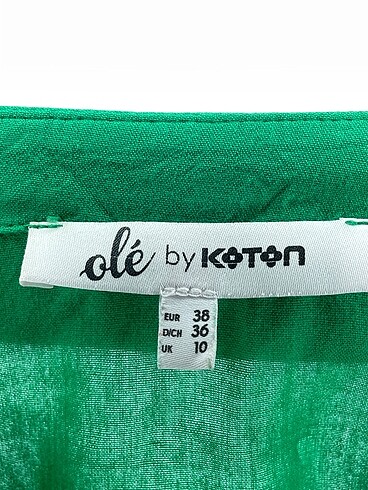 olé by KOTON
EUR 38
D/CH 36
UK 10